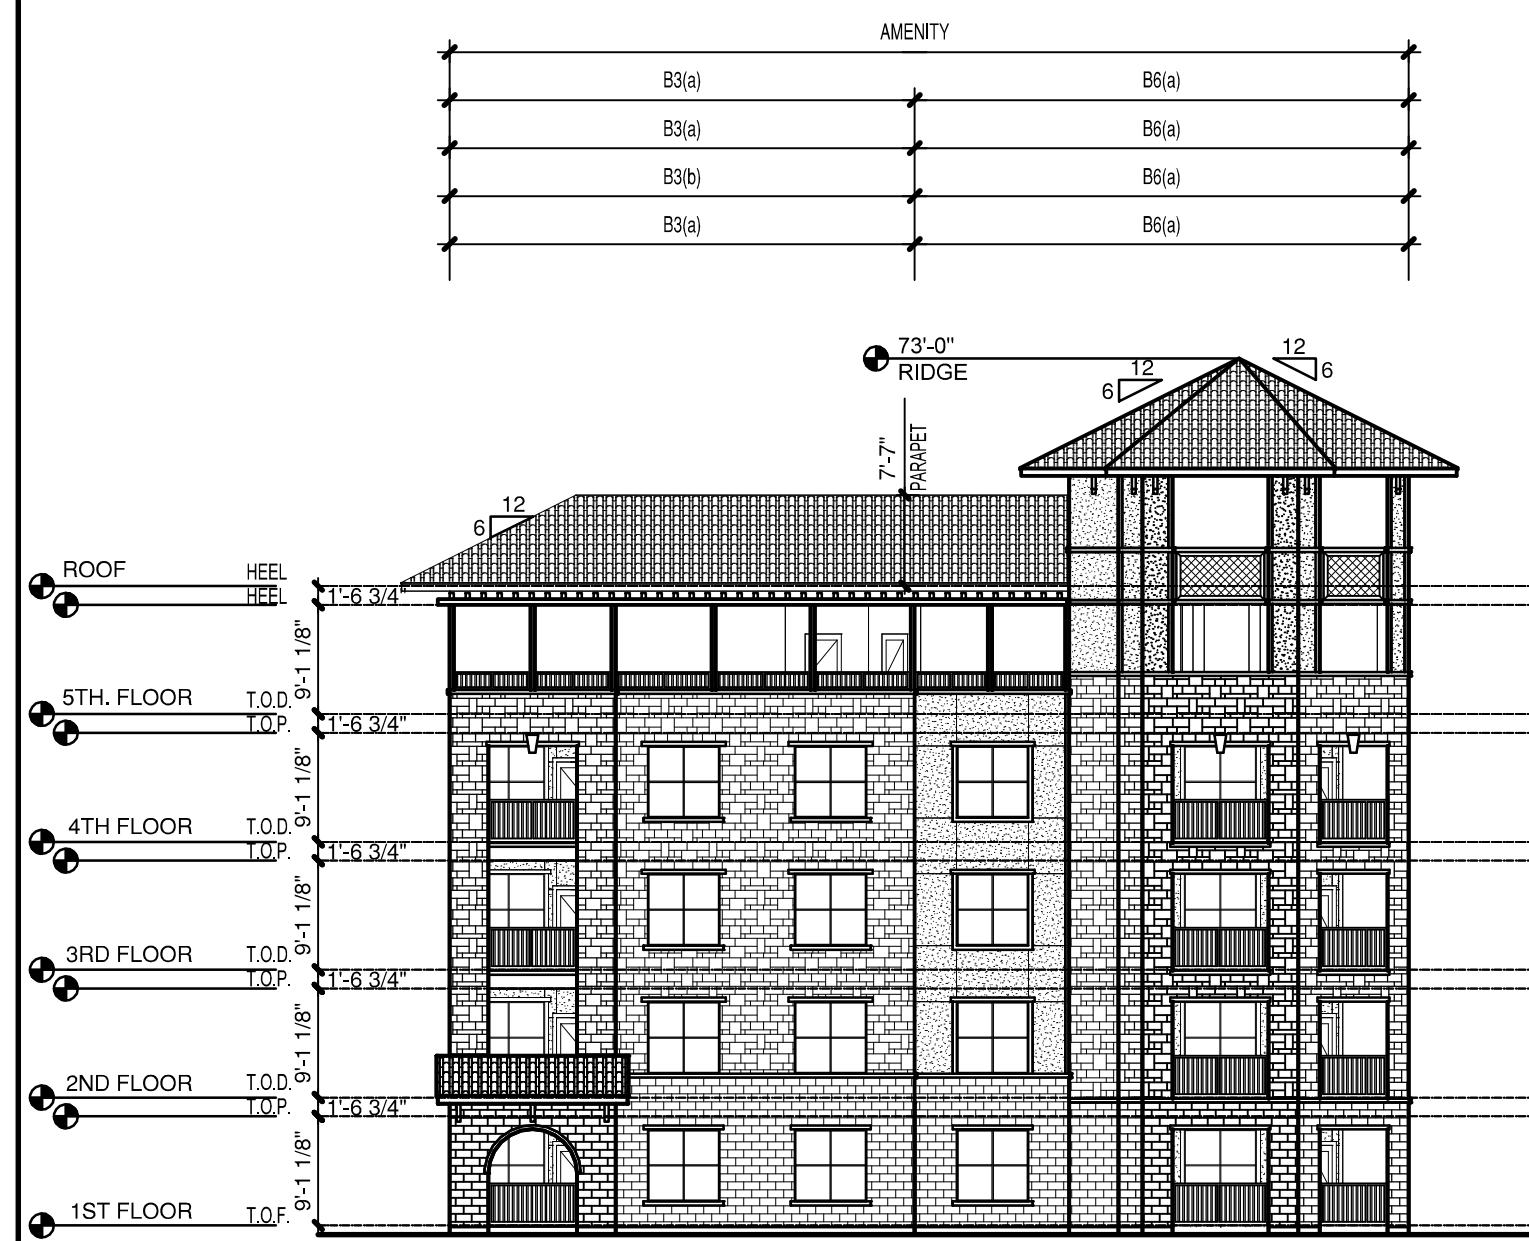 AMENITY
B3(a) B6(a)
B3(a) B6(a)
B3(b) B6(a)
B3(a) B6(a)
73'-0"
RIDGE
12
6
12
6
7'-7"
PARAPET
12
6
ROOF HEEL
HEEL 1'-6 3/4"
9'-1 1/8"
5TH. FLOOR T.O.D.
T.O.P. 1'-6 3/4"
9'-1 1/8"
4TH FLOOR T.O.D.
T.O.P. 1'-6 3/4"
9'-1 1/8"
3RD FLOOR T.O.D.
T.O.P. 1'-6 3/4"
9'-1 1/8"
2ND FLOOR T.O.D.
T.O.P. 1'-6 3/4"
9'-1 1/8"
1ST FLOOR T.O.F.